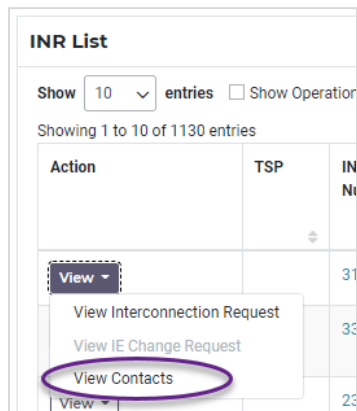 INR List
Show 10 entries Show Operation
Showing 1 to 10 of 1130 entries
Action TSP IN
Nu
View 31
View Interconnection Request
33
View IE Change Request
View Contacts
View 23